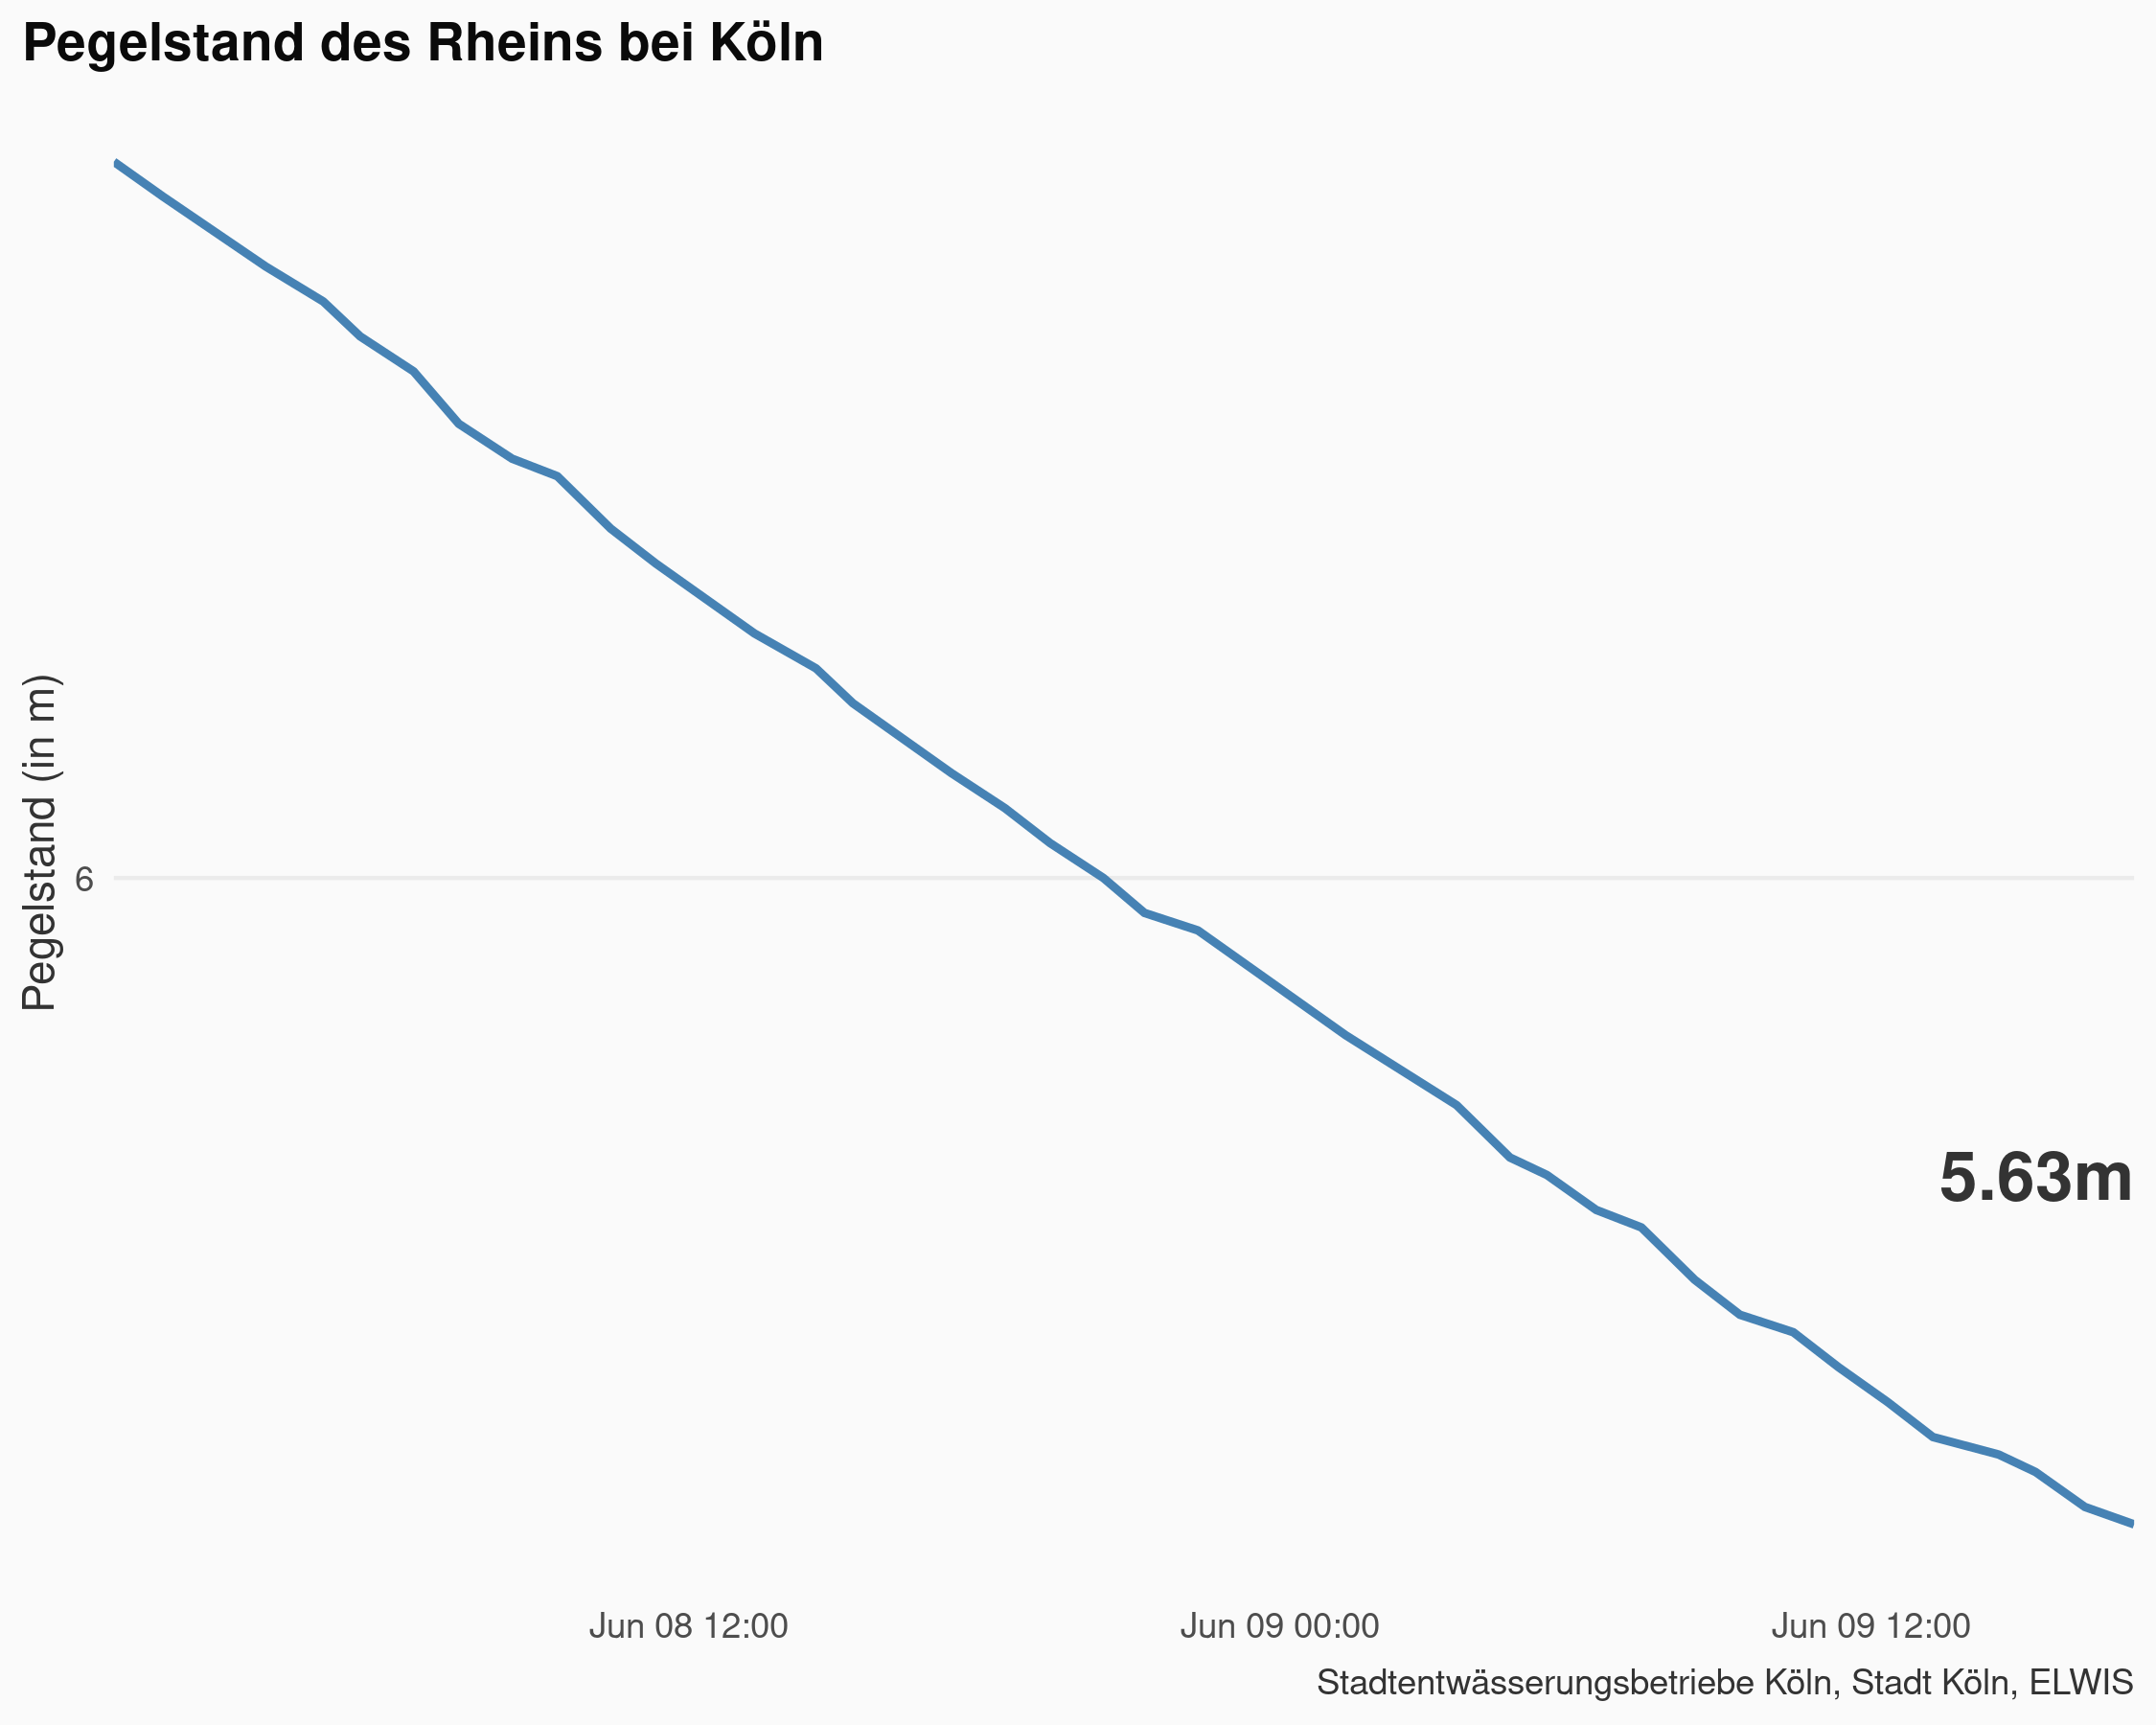 Pegelstand des Rheins bei Köln
Pegelstand (in m)
6
5.63m
Jun 08 12:00
Jun 09 00:00
Jun 09 12:00
Stadtentwässerungsbetriebe Köln, Stadt Köln, ELWIS